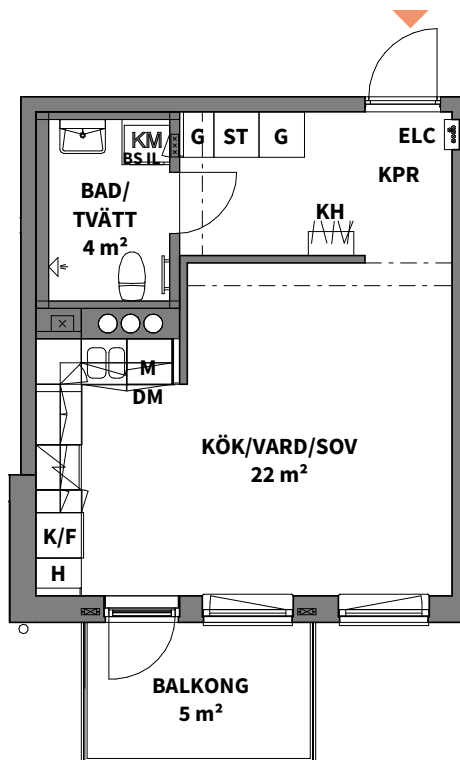 KM
BS IL
G
ST
G
ELC
KPR
BAD/
TVÄTT
4 m²
KH
M
DM
KÖK/VARD/SOV
22 m²
K/F
H
BALKONG
5 m²